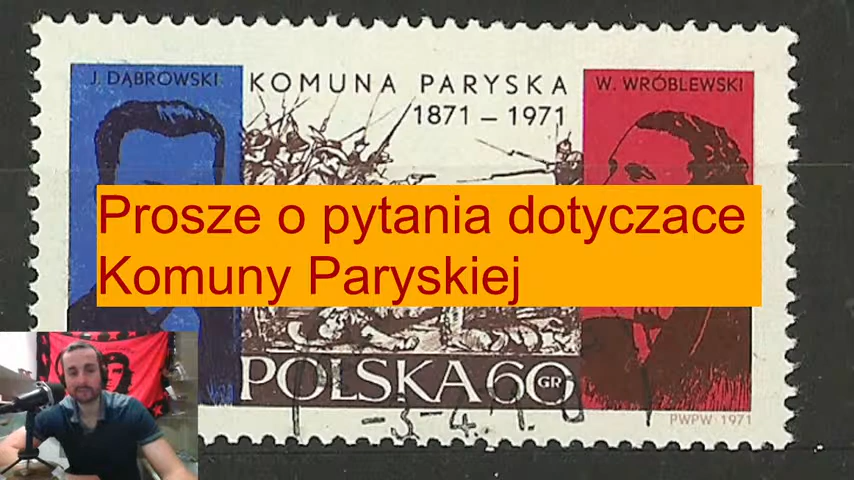 J. DĄBROWSKI
KOMUNA PARYSKA
W. WRÓBLEWSKI
1871 – 1971
Prosze o pytania dotyczace
Komuny Paryskiej
POLSKA 60 GR
PWPW 1971